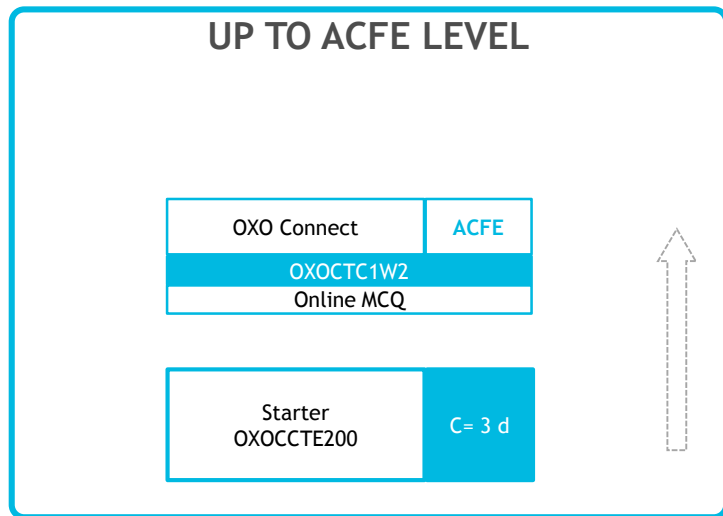 UP TO ACFE LEVEL
OXO Connect
ACFE
OXOCTC1W2
Online MCQ
Starter
OXOCCTE200
C= 3 d